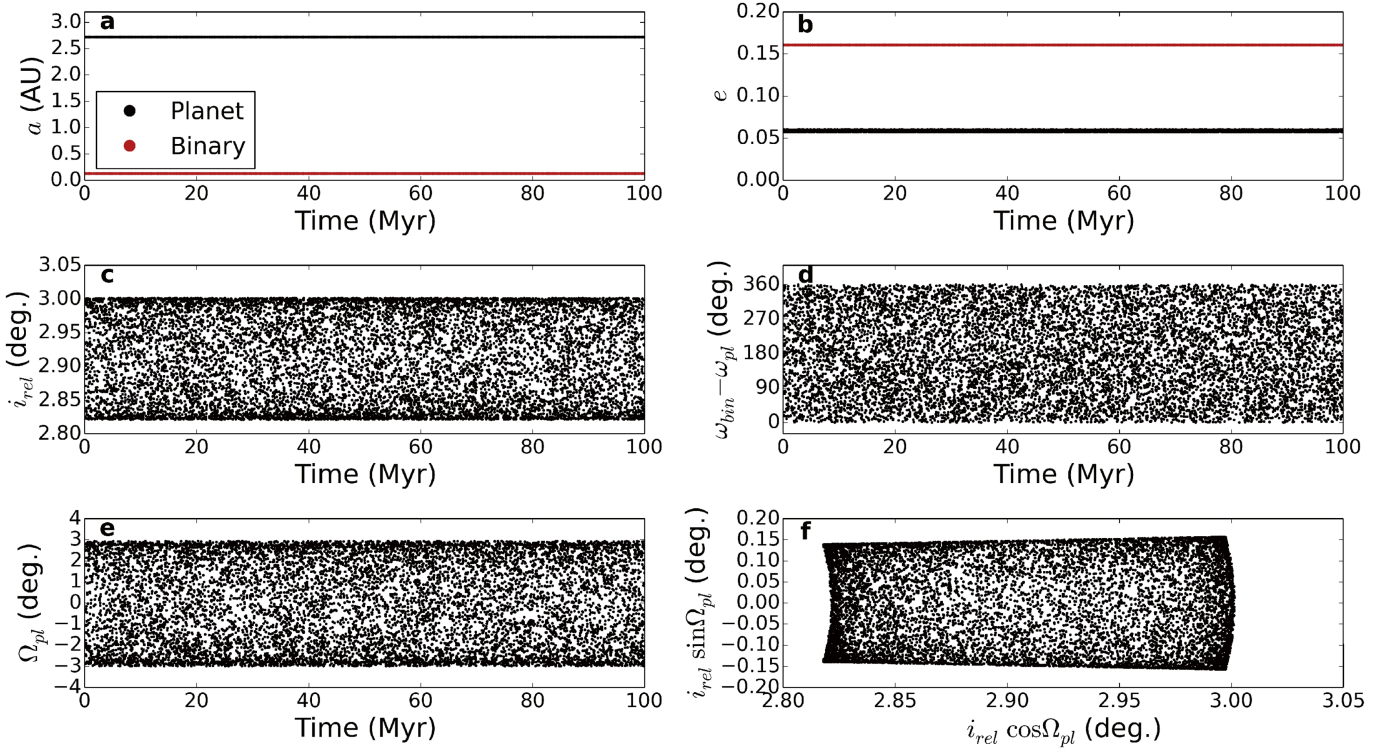 a
3.0
2.5
2.0
1.5
1.0
0.5
0.0
a (AU)
Planet
Binary
0 20 40 60 80 100
Time (Myr)
b
0.20
0.15
0.10
0.05
0.00
e
0 20 40 60 80 100
Time (Myr)
c
3.05
3.00
2.95
2.90
2.85
2.80
i_rel (deg.)
0 20 40 60 80 100
Time (Myr)
d
360
270
180
90
0
ω_bin−ω_pl (deg.)
0 10 20 30 40 50 60 70 80 90 100
Time (Myr)
e
4
3
2
1
0
−1
−2
−3
−4
Ω_pl (deg.)
0 20 40 60 80 100
Time (Myr)
f
0.20
0.15
0.10
0.05
0.00
−0.05
−0.10
−0.15
−0.20
i_rel sinΩ_pl (deg.)
2.80 2.85 2.90 2.95 3.00 3.05
i_rel cosΩ_pl (deg.)